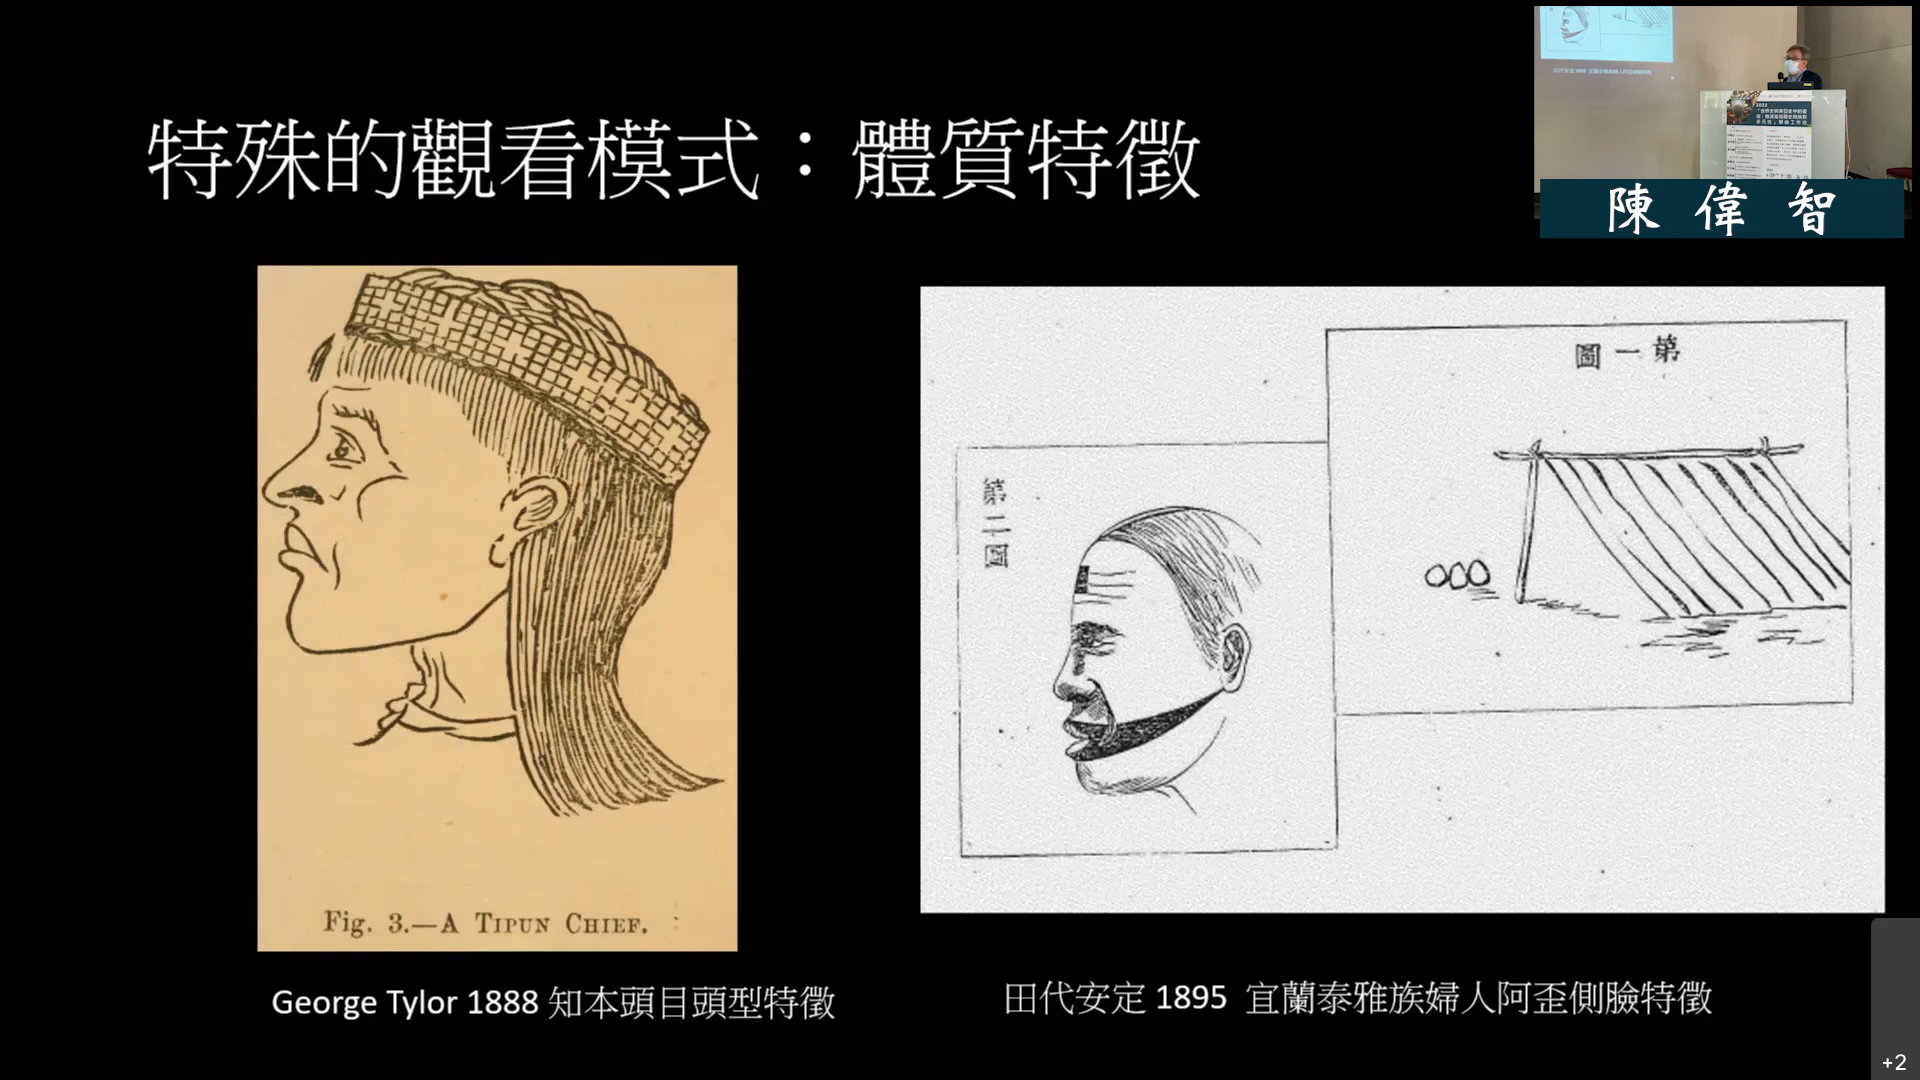 特殊的觀看模式：體質特徵
陳偉智
Fig. 3.—A TIPUN CHIEF.
圖一第
第二圖
George Tylor 1888 知本頭目頭型特徵
田代安定 1895 宜蘭泰雅族婦人阿歪側臉特徵
2022
+2